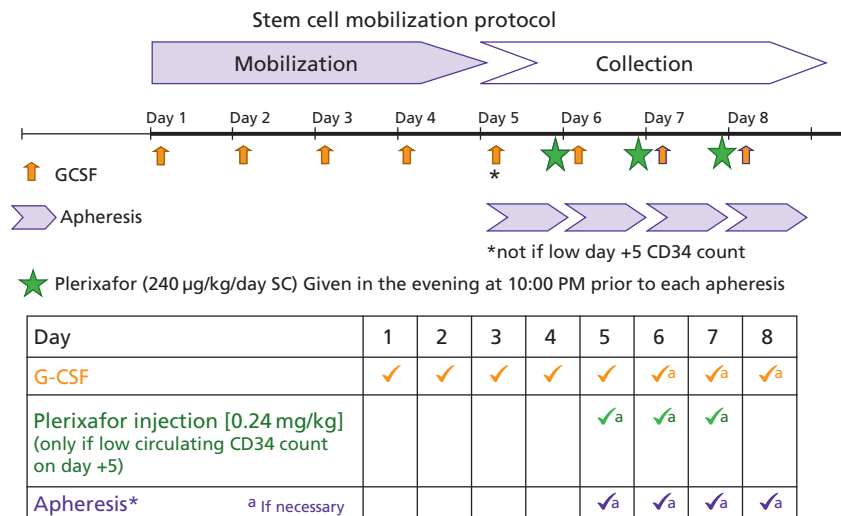 Stem cell mobilization protocol
Mobilization
Collection
Day 1 Day 2 Day 3 Day 4 Day 5 Day 6 Day 7 Day 8
GCSF
*
Apheresis
*not if low day +5 CD34 count
Plerixafor (240 µg/kg/day SC) Given in the evening at 10:00 PM prior to each apheresis
Day 1 2 3 4 5 6 7 8
G-CSF ✓ ✓ ✓ ✓ ✓ ✓a ✓a ✓a
Plerixafor injection [0.24 mg/kg] ✓a ✓a ✓a
(only if low circulating CD34 count
on day +5)
Apheresis* a If necessary ✓a ✓a ✓a ✓a